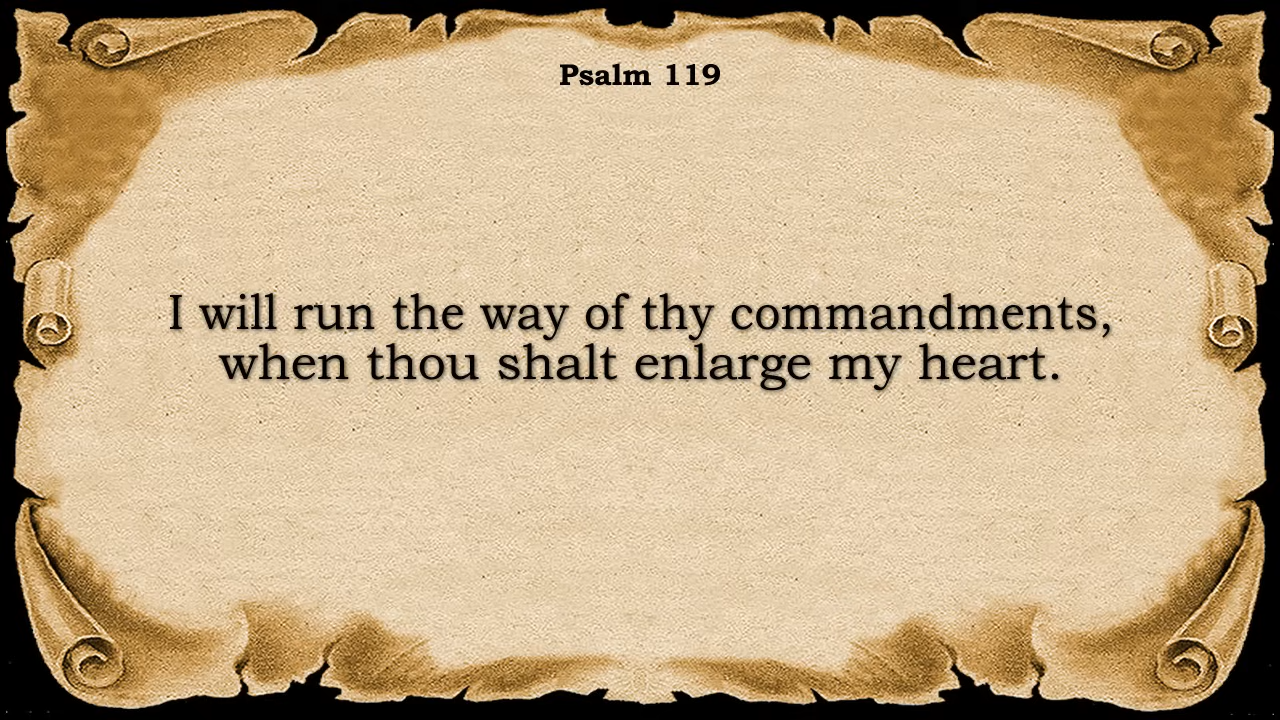 Psalm 119
I will run the way of thy commandments,
when thou shalt enlarge my heart.